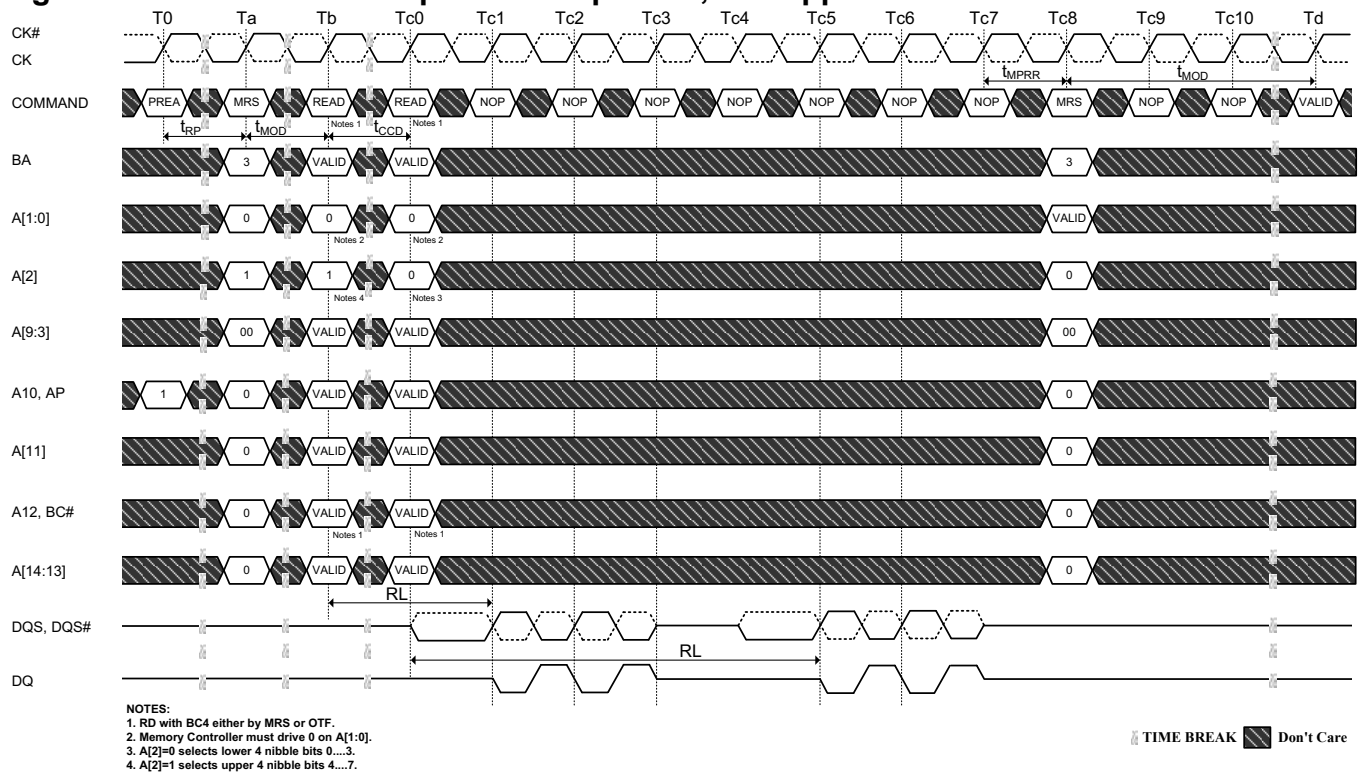 T0 Ta Tb Tc0 Tc1 Tc2 Tc3 Tc4 Tc5 Tc6 Tc7 Tc8 Tc9 Tc10 Td
CK#
CK
tMPRR tMOD
COMMAND PREA MRS READ READ NOP NOP NOP NOP NOP NOP NOP MRS NOP NOP VALID
Notes 1 Notes 1
tRP tMOD tCCD
BA 3 VALID VALID 3
A[1:0] 0 0 0 VALID
Notes 2 Notes 2
A[2] 1 1 0 0
Notes 4 Notes 3
A[9:3] 00 VALID VALID 00
A10, AP 1 0 VALID VALID 0
A[11] 0 VALID VALID 0
A12, BC# 0 VALID VALID 0
Notes 1 Notes 1
A[14:13] 0 VALID VALID 0
RL
DQS, DQS#
RL
DQ
NOTES:
1. RD with BC4 either by MRS or OTF.
2. Memory Controller must drive 0 on A[1:0].
3. A[2]=0 selects lower 4 nibble bits 0....3.
4. A[2]=1 selects upper 4 nibble bits 4....7.
TIME BREAK Don't Care